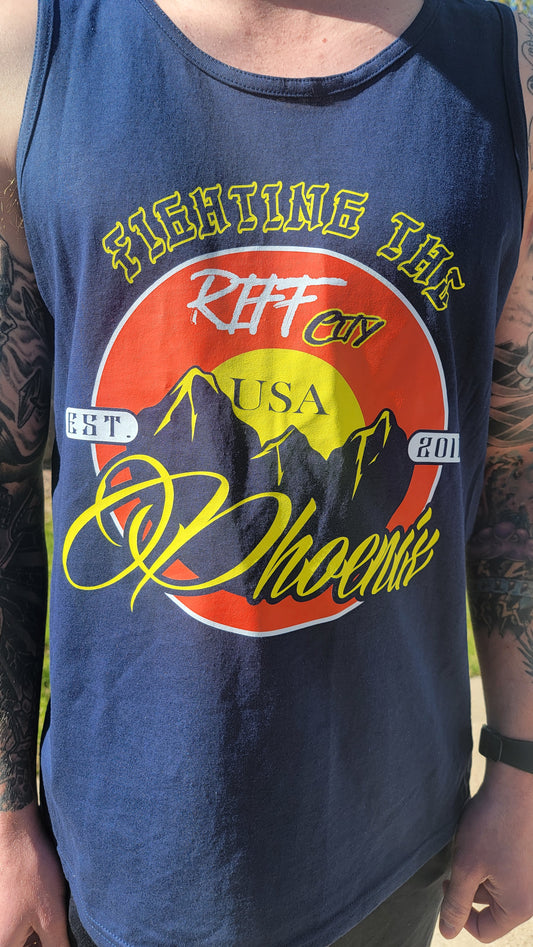 FIGHTING THE
RIFF
City
USA
EST.
201
Phoenix